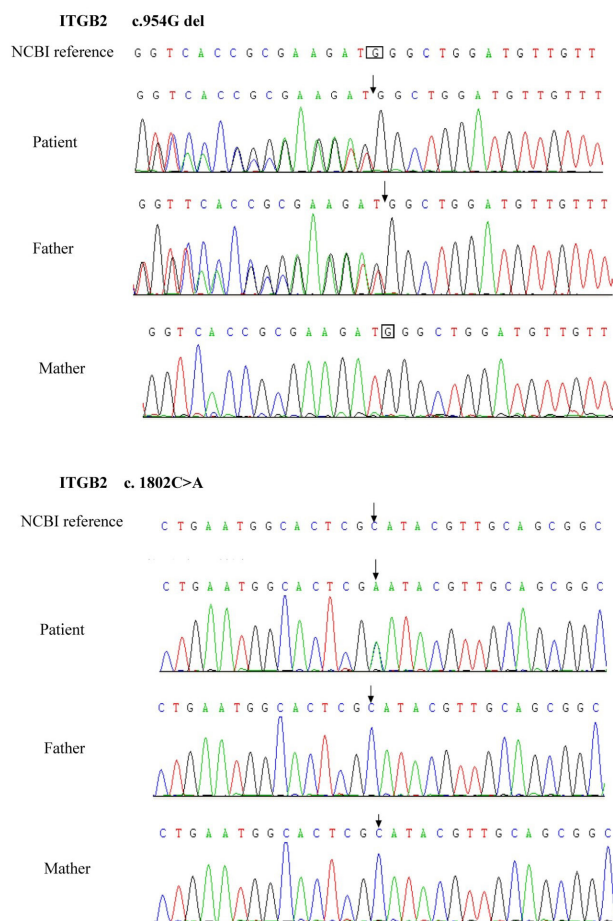 ITGB2 c.954G del
NCBI reference G G T C A C C G C G A A G A T G G G C T G G A T G T T G T T
G G T C A C C G C G A A G A T G G C T G G A T G T T G T T T
Patient
G G T T C A C C G C G A A G A T G G C T G G A T G T T G T T T
Father
G G T C A C C G C G A A G A T G G G C T G G A T G T T G T T
Mather
ITGB2 c. 1802C>A
NCBI reference C T G A A T G G C A C T C G C A T A C G T T G C A G C G G C
C T G A A T G G C A C T C G A A T A C G T T G C A G C G G C
Patient
C T G A A T G G C A C T C G C A T A C G T T G C A G C G G C
Father
C T G A A T G G C A C T C G C A T A C G T T G C A G C G G C
Mather